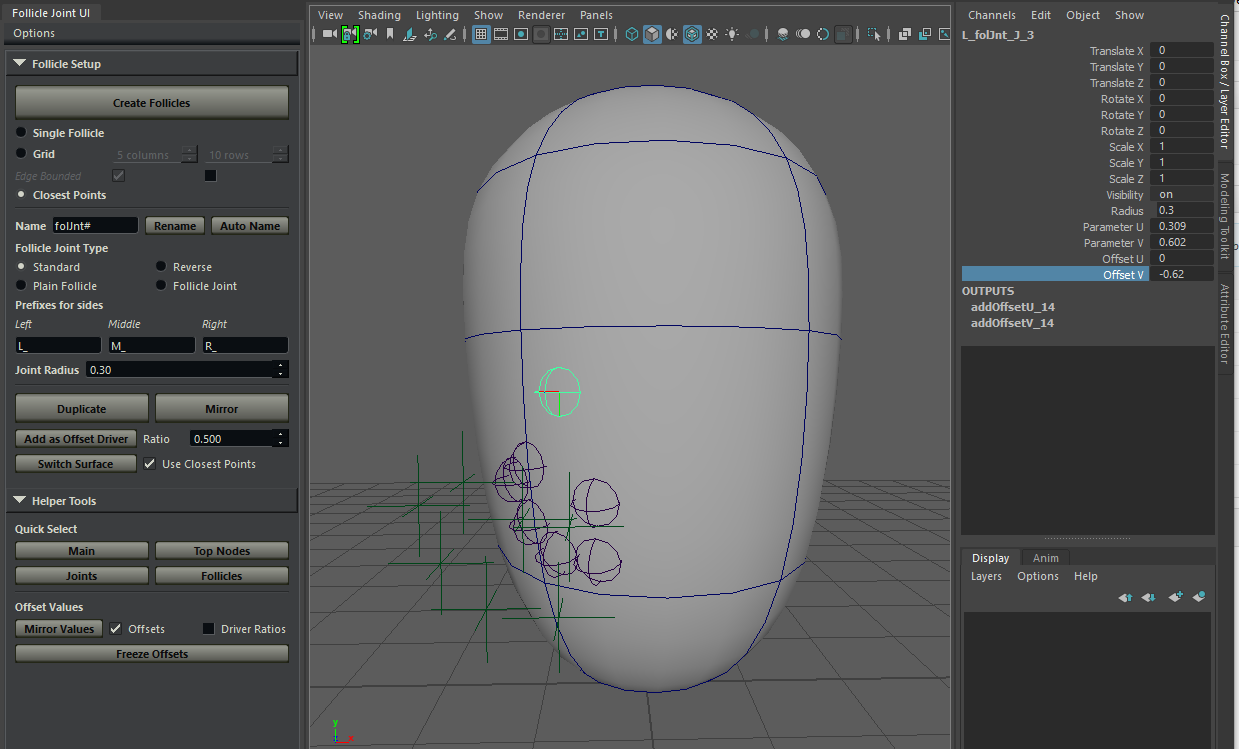 Follicle Joint UI
Options
Follicle Setup
Create Follicles
Single Follicle
Grid
5 columns
10 rows
Edge Bounded
Closest Points
Name
folJnt#
Rename
Auto Name
Follicle Joint Type
Standard
Reverse
Plain Follicle
Follicle Joint
Prefixes for sides
Left
Middle
Right
L_
M_
R_
Joint Radius
0.30
Duplicate
Mirror
Add as Offset Driver
Ratio
0.500
Switch Surface
Use Closest Points
Helper Tools
Quick Select
Main
Top Nodes
Joints
Follicles
Offset Values
Mirror Values
Offsets
Driver Ratios
Freeze Offsets
View Shading Lighting Show Renderer Panels
y
z
x
Channels Edit Object Show
L_folJnt_J_3
Translate X 0
Translate Y 0
Translate Z 0
Rotate X 0
Rotate Y 0
Rotate Z 0
Scale X 1
Scale Y 1
Scale Z 1
Visibility on
Radius 0.3
Parameter U 0.309
Parameter V 0.602
Offset U 0
Offset V -0.62
OUTPUTS
addOffsetU_14
addOffsetV_14
Display Anim
Layers Options Help
Channel Box / Layer Editor
Modeling Toolkit
Attribute Editor